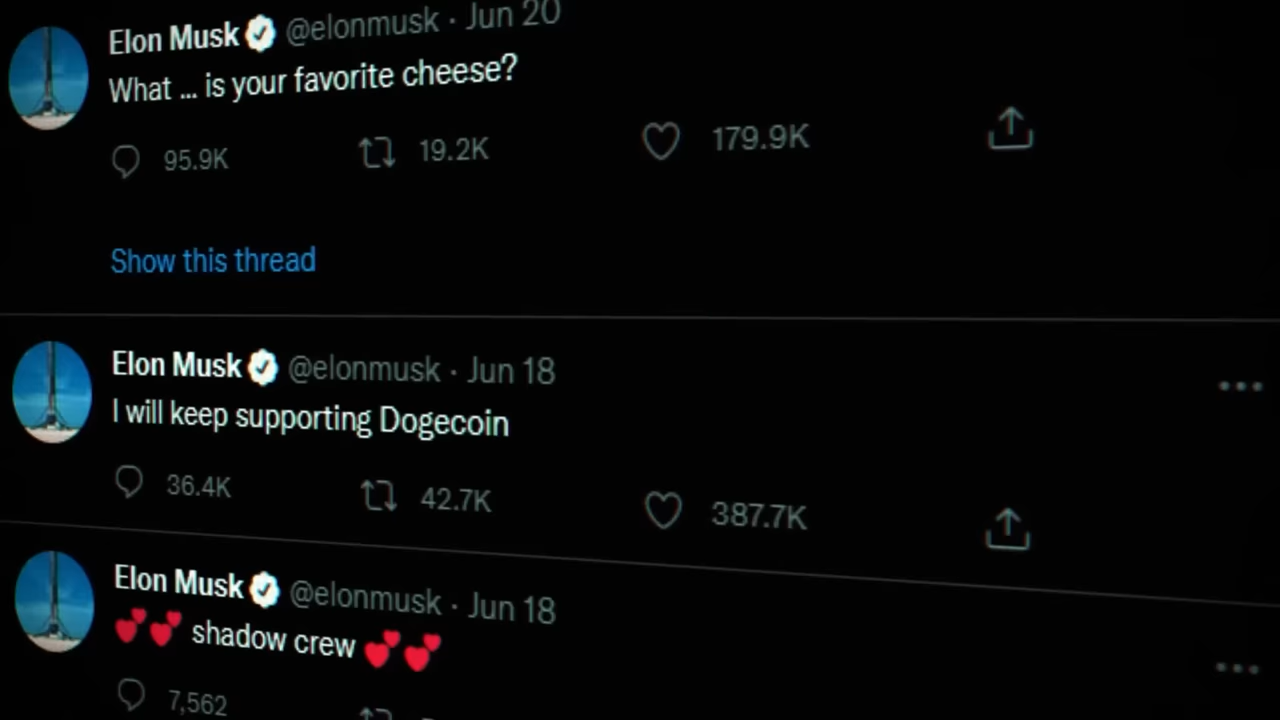 Elon Musk @elonmusk · Jun 20
What ... is your favorite cheese?
95.9K 19.2K 179.9K
Show this thread
Elon Musk @elonmusk · Jun 18
I will keep supporting Dogecoin
36.4K 42.7K 387.7K
Elon Musk @elonmusk · Jun 18
💕💕 shadow crew 💕💕
7,562